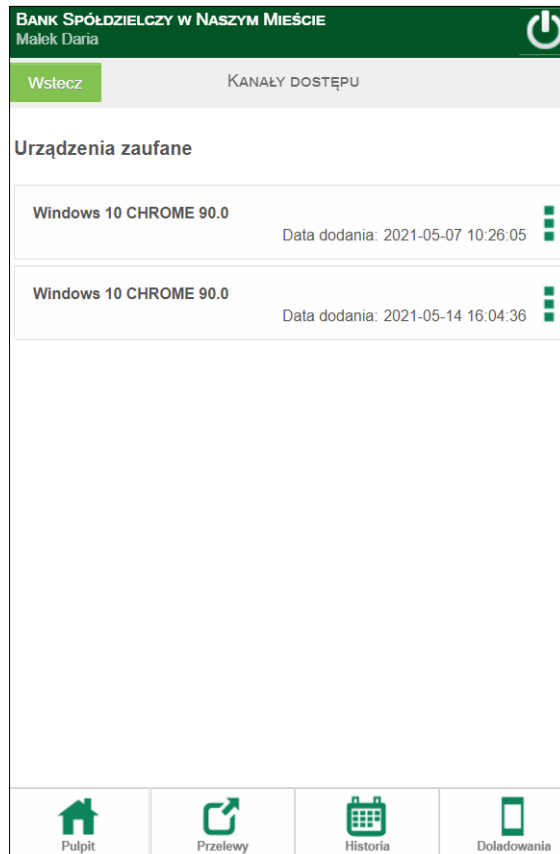 Bank Spółdzielczy w Naszym Mieście
Małek Daria
Wstecz
Kanały dostępu
Urządzenia zaufane
Windows 10 CHROME 90.0
Data dodania: 2021-05-07 10:26:05
Windows 10 CHROME 90.0
Data dodania: 2021-05-14 16:04:36
Pulpit Przelewy Historia Doladowania